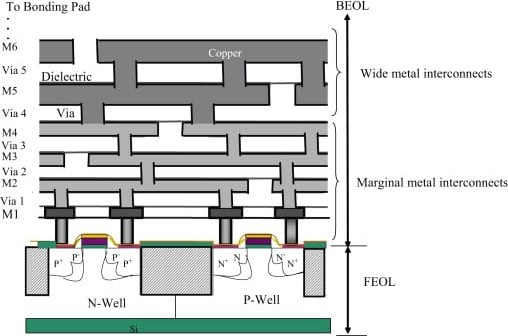 To Bonding Pad
BEOL
M6
Copper
Via 5
Dielectric
Wide metal interconnects
M5
Via 4
Via
M4
Via 3
M3
Via 2
M2
Marginal metal interconnects
Via 1
M1
P+ P- P- P+
N+ N- N- N+
FEOL
N-Well
P-Well
Si